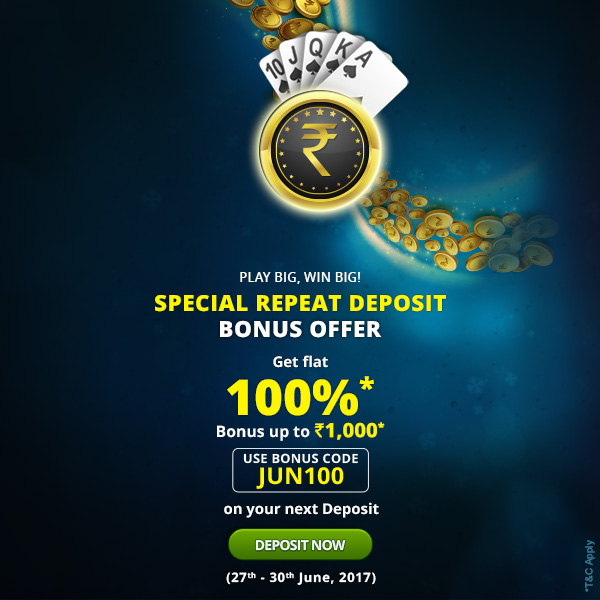 10 J Q K A
₹
PLAY BIG, WIN BIG!
SPECIAL REPEAT DEPOSIT
BONUS OFFER
Get flat
100%*
Bonus up to ₹1,000*
USE BONUS CODE
JUN100
on your next Deposit
DEPOSIT NOW
(27th - 30th June, 2017)
*T&C Apply